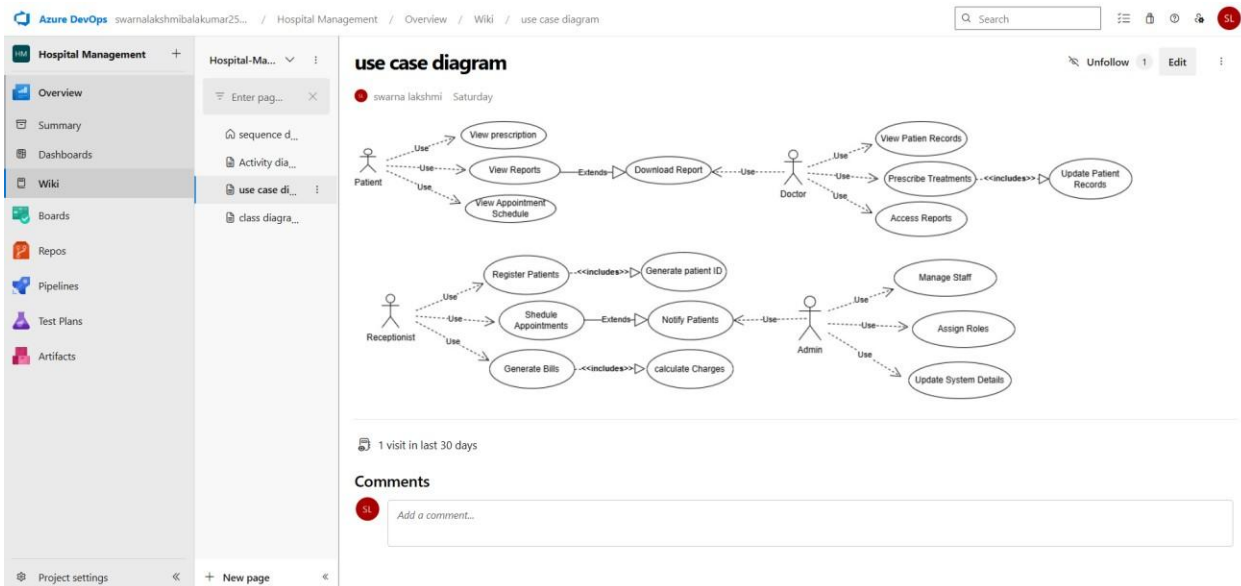 Azure DevOps swarnalakshmibalakumar25... / Hospital Management / Overview / Wiki / use case diagram
Search
SL
HM Hospital Management +
Overview
Summary
Dashboards
Wiki
Boards
Repos
Pipelines
Test Plans
Artifacts
Project settings
Hospital-Ma...
Enter pag...
sequence d...
Activity dia...
use case di...
class diagra...
+ New page
use case diagram
Unfollow 1 Edit
swarna lakshmi Saturday
Patient
Use
Use
Use
View prescription
View Reports
View Appointment
Schedule
Extends
Download Report
Use
Doctor
Use
Use
Use
View Patien Records
Prescribe Treatments
Access Reports
<<includes>>
Update Patient
Records
Receptionist
Use
Use
Use
Register Patients
<<includes>>
Generate patient ID
Shedule
Appointments
Extends
Notify Patients
Generate Bills
<<includes>>
calculate Charges
Use
Admin
Use
Use
Use
Manage Staff
Assign Roles
Update System Details
1 visit in last 30 days
Comments
SL
Add a comment...